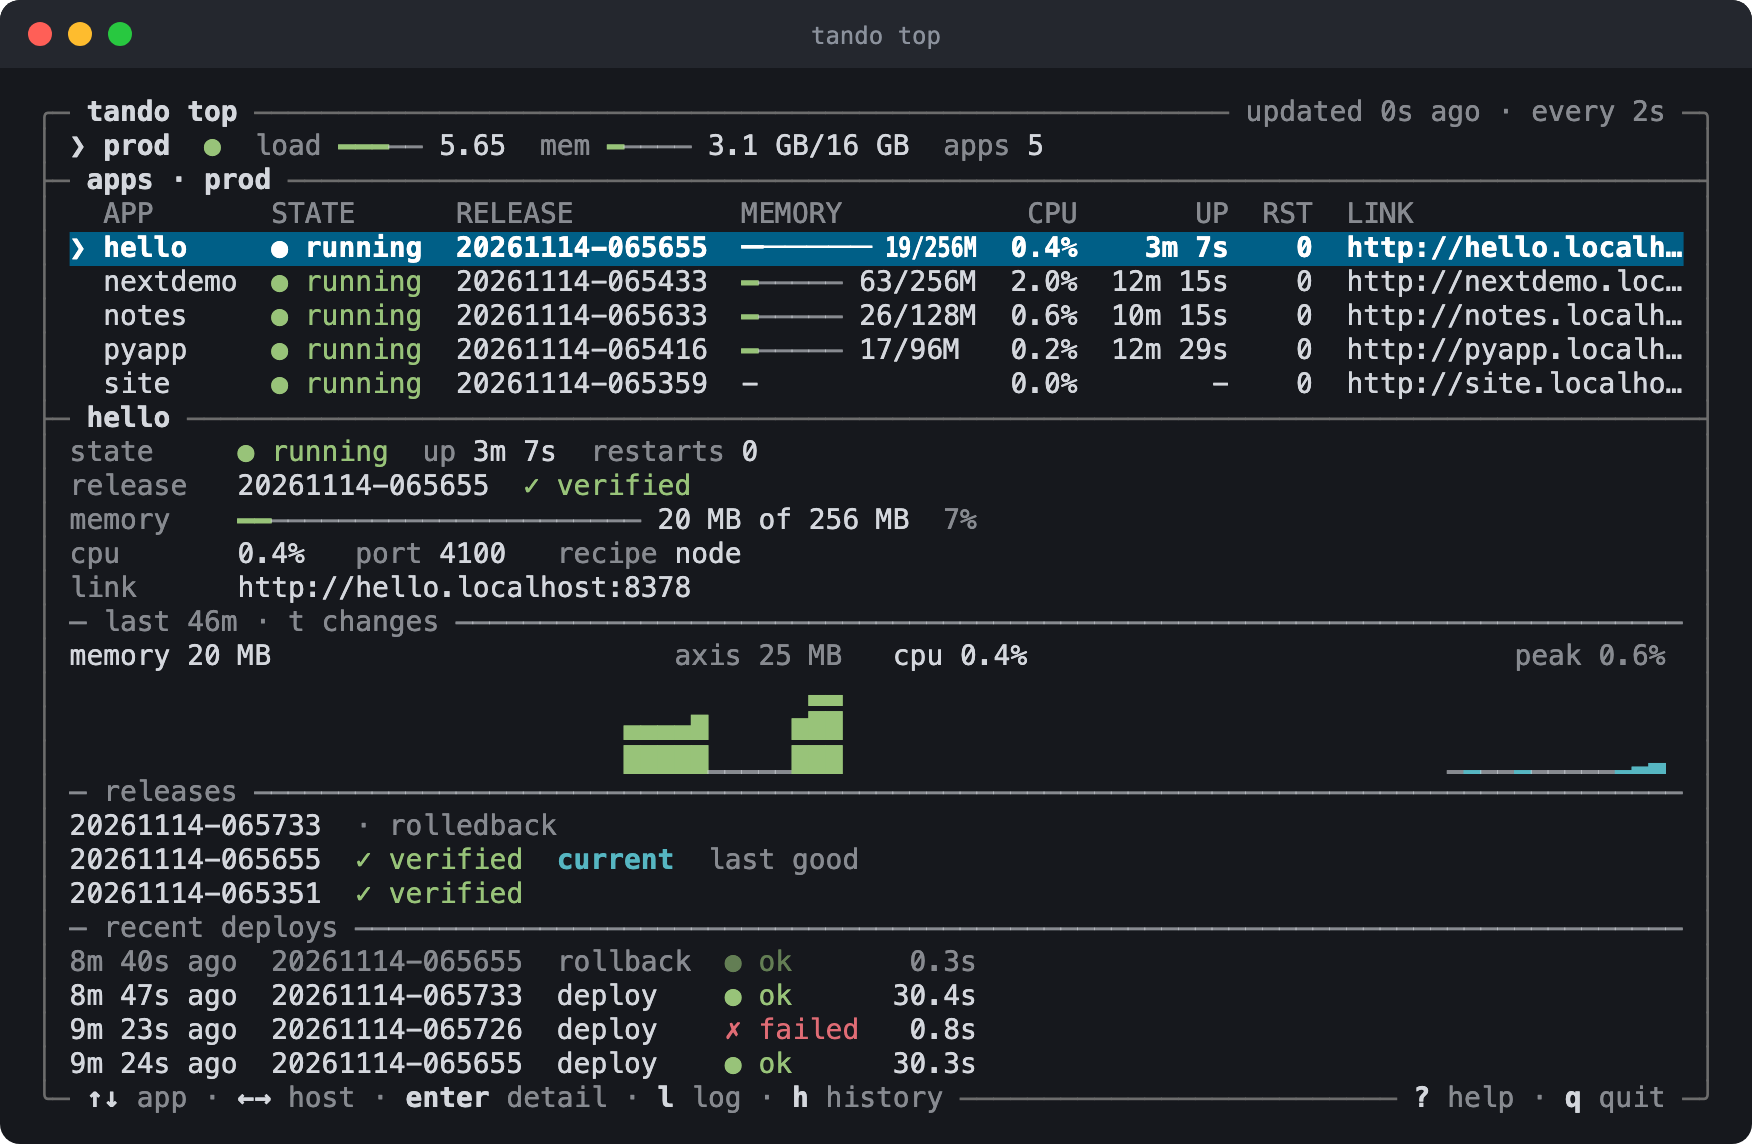 tando top
tando top updated 0s ago · every 2s
❯ prod ● load 5.65 mem 3.1 GB/16 GB apps 5
apps · prod
APP STATE RELEASE MEMORY CPU UP RST LINK
❯ hello ● running 20261114-065655 19/256M 0.4% 3m 7s 0 http://hello.localh…
nextdemo ● running 20261114-065433 63/256M 2.0% 12m 15s 0 http://nextdemo.loc…
notes ● running 20261114-065633 26/128M 0.6% 10m 15s 0 http://notes.localh…
pyapp ● running 20261114-065416 17/96M 0.2% 12m 29s 0 http://pyapp.localh…
site ● running 20261114-065359 – 0.0% – 0 http://site.localho…
hello
state ● running up 3m 7s restarts 0
release 20261114-065655 ✓ verified
memory 20 MB of 256 MB 7%
cpu 0.4% port 4100 recipe node
link http://hello.localhost:8378
last 46m · t changes
memory 20 MB axis 25 MB cpu 0.4% peak 0.6%
releases
20261114-065733 · rolledback
20261114-065655 ✓ verified current last good
20261114-065351 ✓ verified
recent deploys
8m 40s ago 20261114-065655 rollback ● ok 0.3s
8m 47s ago 20261114-065733 deploy ● ok 30.4s
9m 23s ago 20261114-065726 deploy ✗ failed 0.8s
9m 24s ago 20261114-065655 deploy ● ok 30.3s
↑↓ app · ←→ host · enter detail · l log · h history ? help · q quit